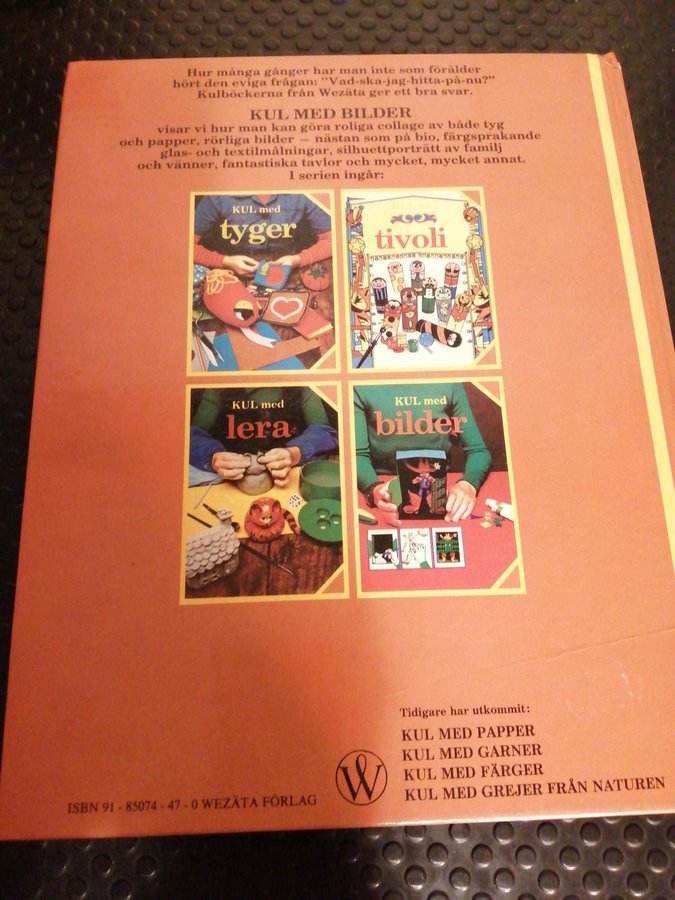 Hur många gånger har man inte som förälder
hört den eviga frågan: "Vad-ska-jag-hitta-på-nu?"
Kulböckerna från Wezäta ger ett bra svar.
KUL MED BILDER
visar vi hur man kan göra roliga collage av både tyg
och papper, rörliga bilder – nästan som på bio, färgsprakande
glas- och textilmålningar, silhuettporträtt av familj
och vänner, fantastiska tavlor och mycket, mycket annat.
I serien ingår:
KUL med
tyger
tivoli
KUL med
lera
KUL med
bilder
Tidigare har utkommit:
KUL MED PAPPER
KUL MED GARNER
KUL MED FÄRGER
KUL MED GREJER FRÅN NATUREN
W
ISBN 91 - 85074 - 47 - 0 WEZÄTA FÖRLAG